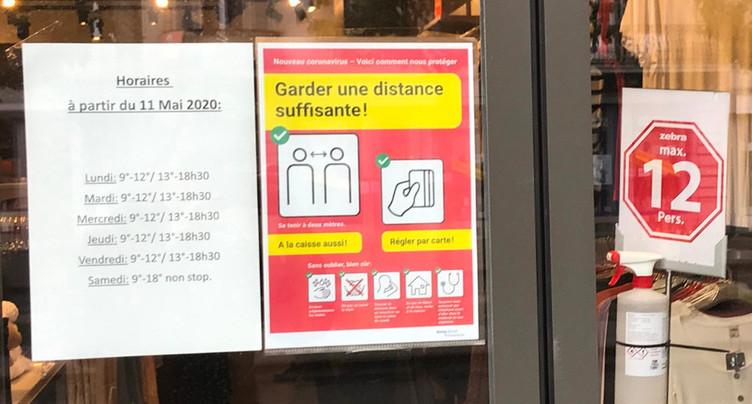 Horaires
à partir du 11 Mai 2020:
Lundi: 9°-12°/ 13°-18h30
Mardi: 9°-12°/ 13°-18h30
Mercredi: 9°-12°/ 13°-18h30
Jeudi: 9°-12°/ 13°-18h30
Vendredi: 9°-12°/ 13°-18h30
Samedi: 9°-18° non stop.
Nouveau coronavirus – Voici comment nous protéger
Garder une distance
suffisante!
Se tenir à deux mètres.
A la caisse aussi!
Régler par carte!
Sans oublier, bien sûr:
zebra
max.
12
Pers.